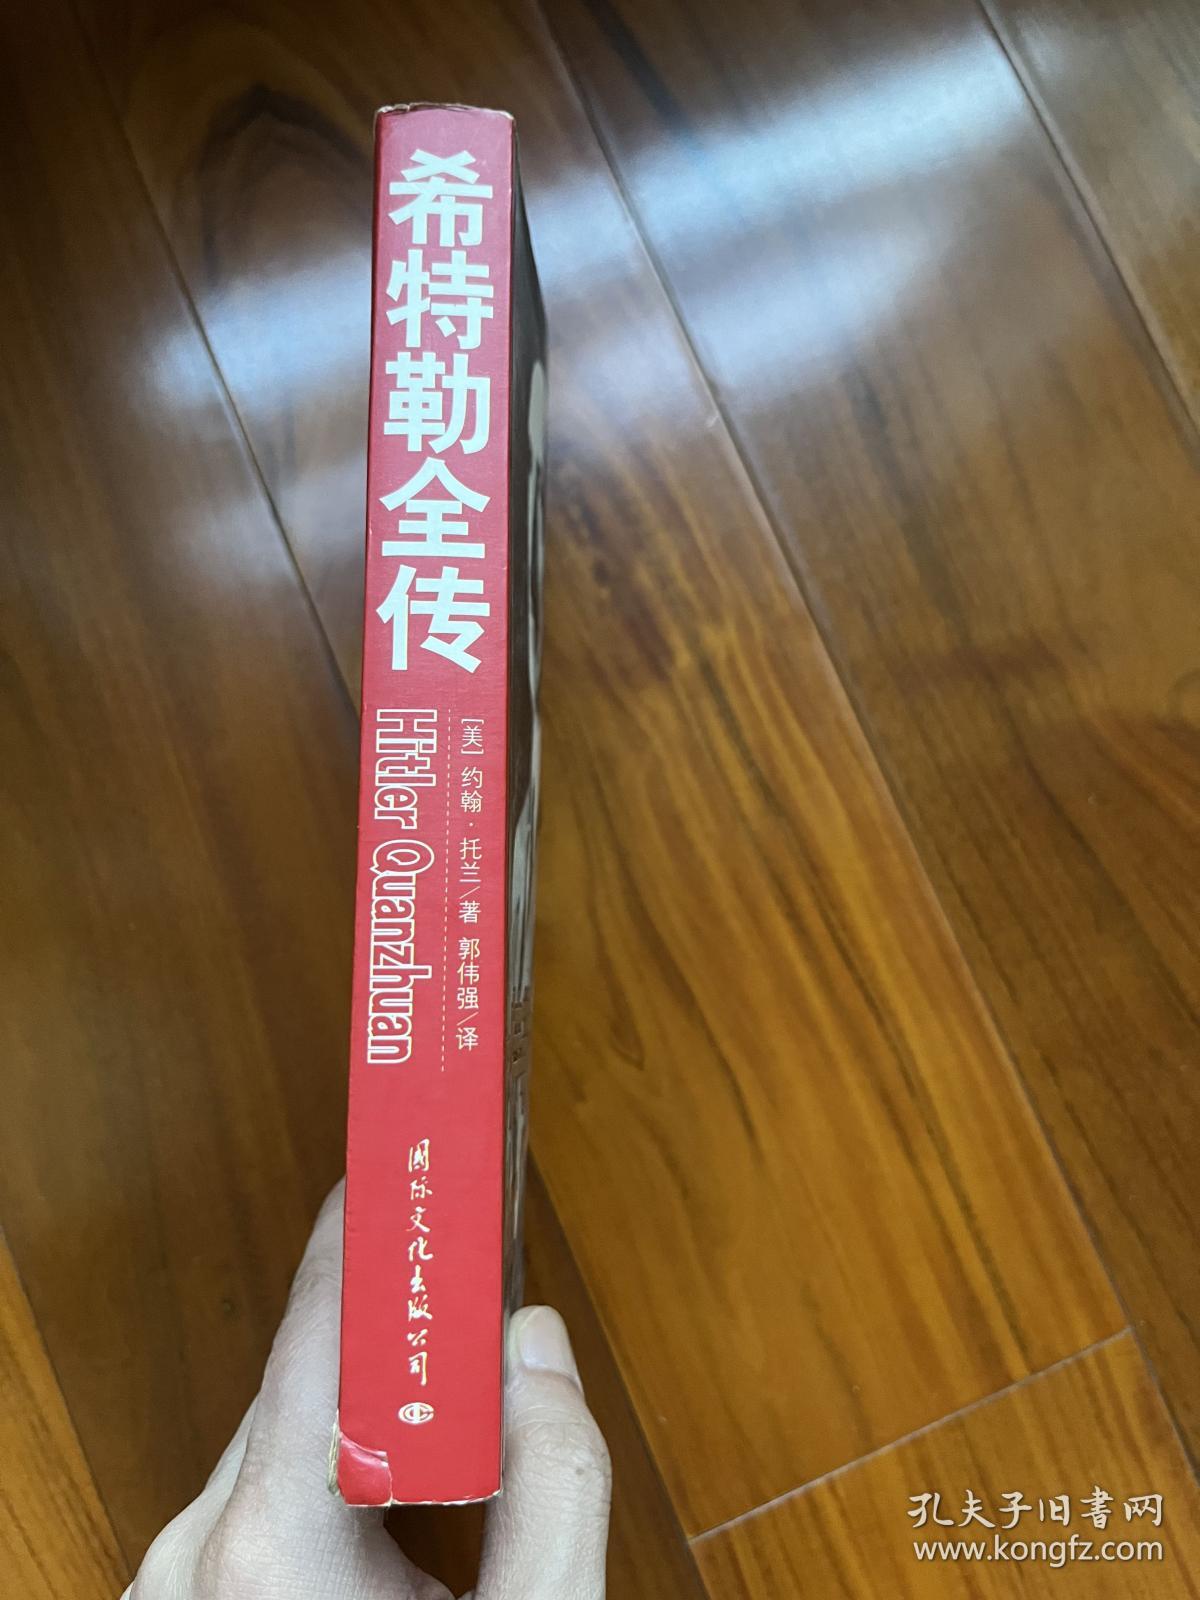 希特勒全传
Hitler Quanzhuan
[美] 约翰·托兰/著 郭伟强/译
国际文化出版公司
孔夫子旧書网
www.kongfz.com